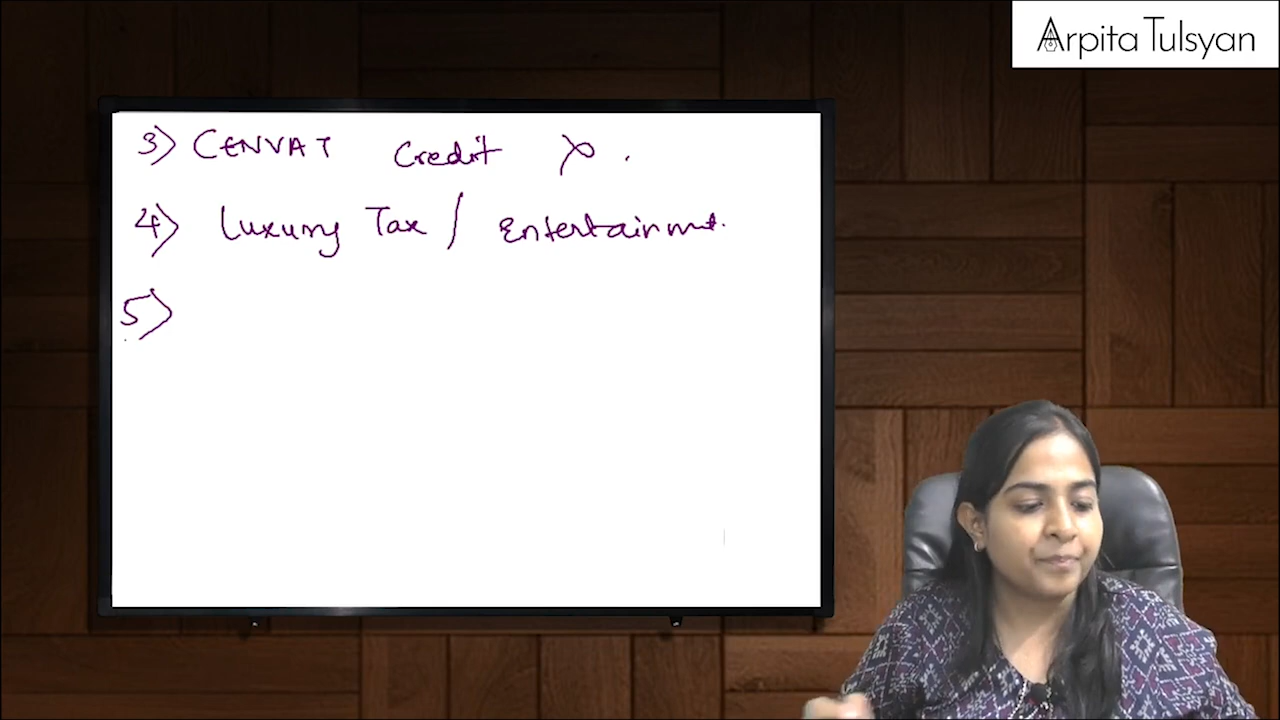 Arpita Tulsyan
3) CENVAT Credit X .
4) Luxury Tax / Entertainmt.
5)